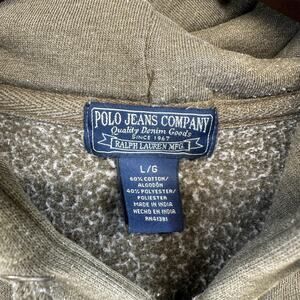 POLO JEANS COMPANY
Quality Denim Goods
SINCE 1967
RALPH LAUREN MFG.
L/G
60% COTTON/
ALGODÓN
40% POLYESTER/
POLIESTER
MADE IN INDIA
HECHO EN INDIA
RN41381